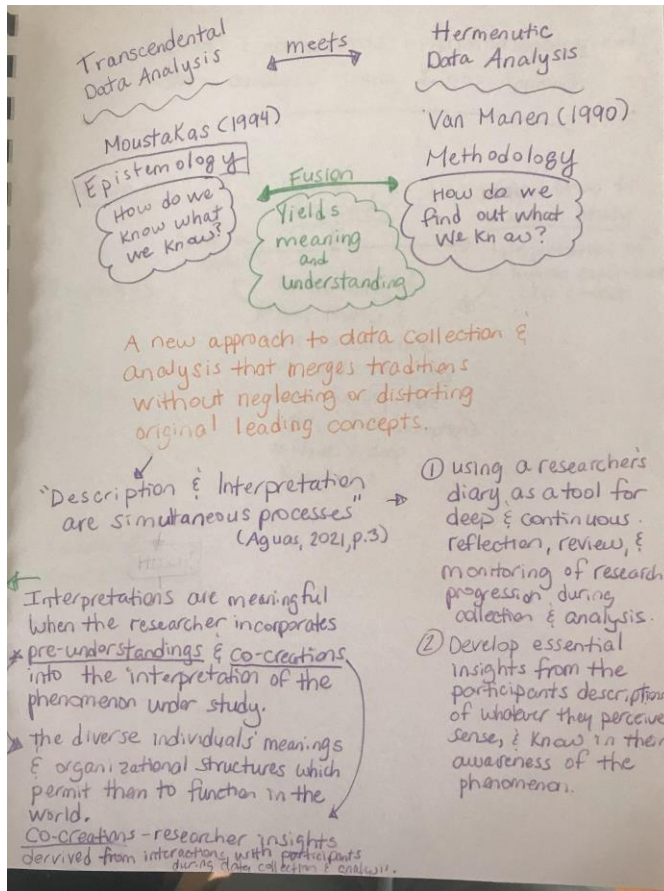 Transcendental
Data Analysis
meets
Hermenutic
Data Analysis
Moustakas (1994)
Epistemology
How do we
know what
we know?
Van Manen (1990)
Methodology
How do we
find out what
we know?
Fusion
Yields
meaning
and
understanding
A new approach to data collection &
analysis that merges traditions
without neglecting or distorting
original leading concepts.
"Description & Interpretation
are simultaneous processes"
(Aguas, 2021, p.3)
① using a researchers
diary as a tool for
deep & continuous
reflection, review, &
monitoring of research
progression during
collection & analysis.
② Develop essential
insights from the
participants description
of whatever they perceive
sense, & know in their
awareness of the
phenomenon.
Interpretations are meaningful
when the researcher incorporates
* pre-understandings & co-creations
into the interpretation of the
phenomenon under study.
The diverse individuals' meanings
& organizational structures which
permit them to function in the
world.
Co-creations - researcher insights
dervived from interactions with participants
during data collection & analysis.